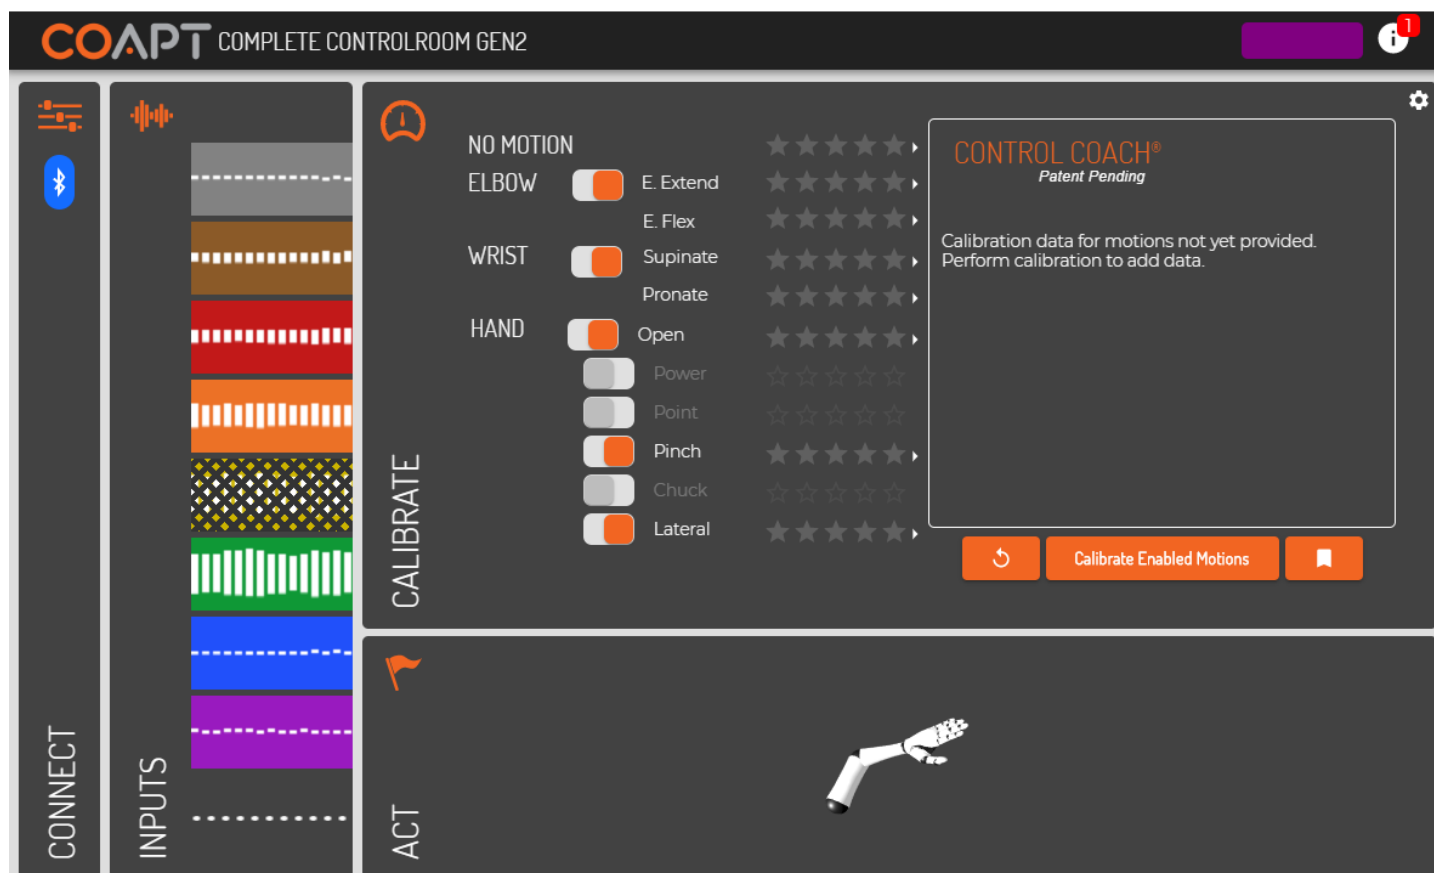 COAPT COMPLETE CONTROLROOM GEN2
1
CONNECT
INPUTS
CALIBRATE
NO MOTION
ELBOW E. Extend
E. Flex
WRIST Supinate
Pronate
HAND Open
Power
Point
Pinch
Chuck
Lateral
CONTROL COACH®
Patent Pending
Calibration data for motions not yet provided.
Perform calibration to add data.
Calibrate Enabled Motions
ACT